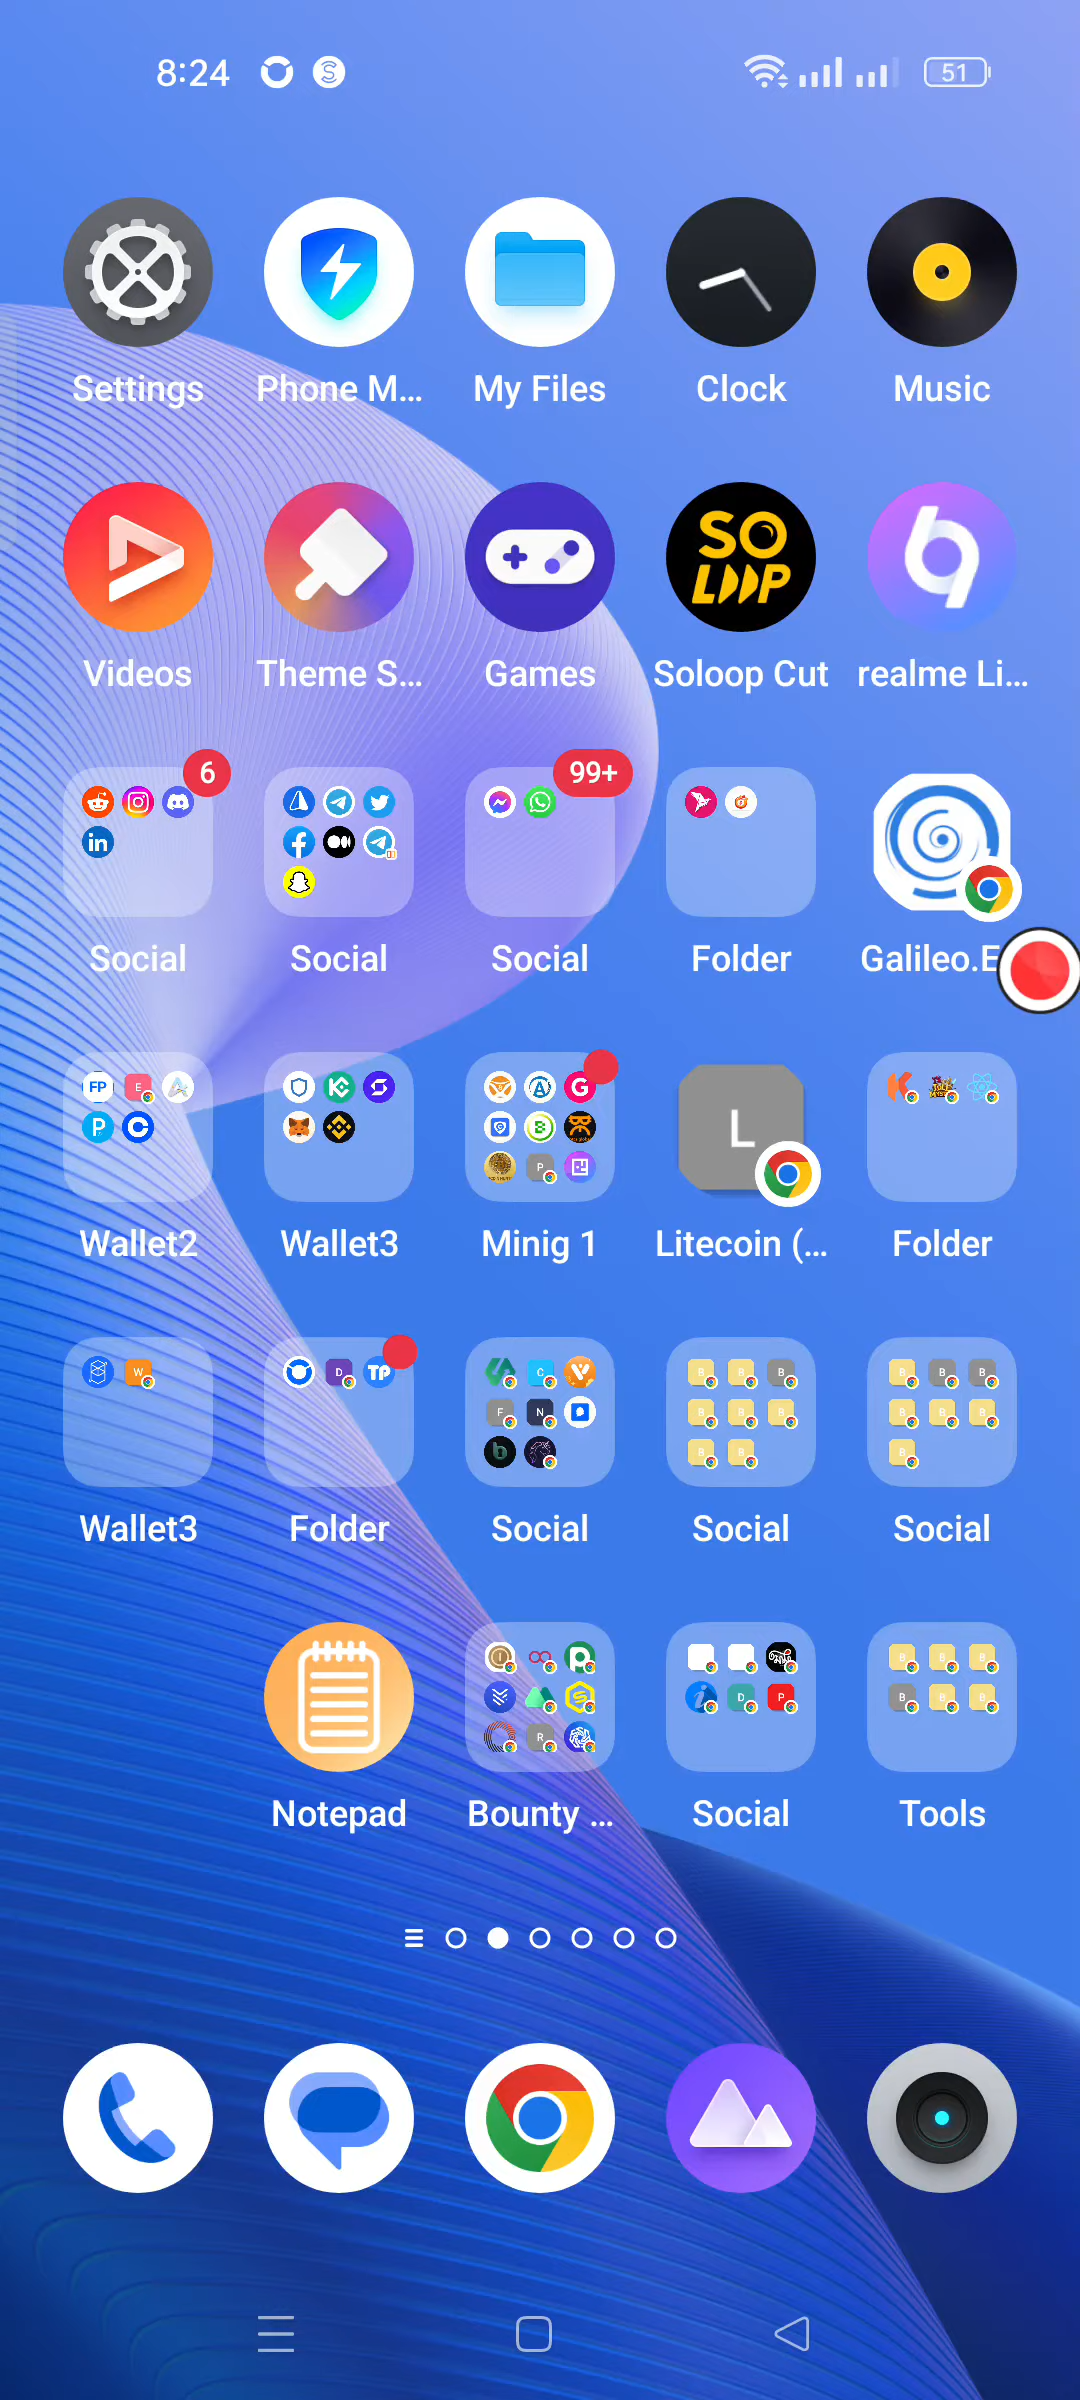 8:24
51
Settings
Phone M...
My Files
Clock
Music
SO
LOOP
Videos
Theme S...
Games
Soloop Cut
realme Li...
6
99+
Social
Social
Social
Folder
Galileo.E
FP
E
P
L
G
P
Wallet2
Wallet3
Minig 1
Litecoin (...
Folder
W
D
TP
C
F
N
B B B
B B B
B B
B B B
B B B
B
Wallet3
Folder
Social
Social
Social
R
D
P
B B B
B B B
Notepad
Bounty ...
Social
Tools